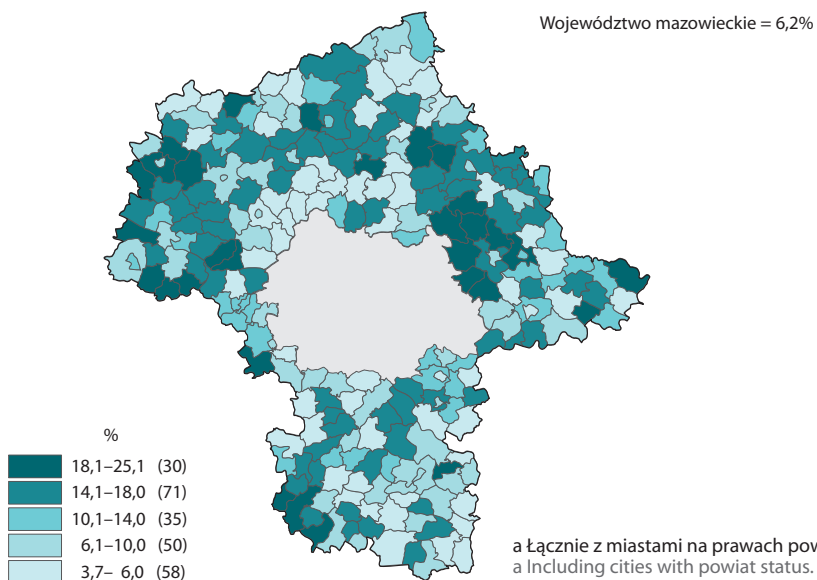 Województwo mazowieckie = 6,2%
%
18,1–25,1 (30)
14,1–18,0 (71)
10,1–14,0 (35)
6,1–10,0 (50)
3,7– 6,0 (58)
a Łącznie z miastami na prawach pow
a Including cities with powiat status.